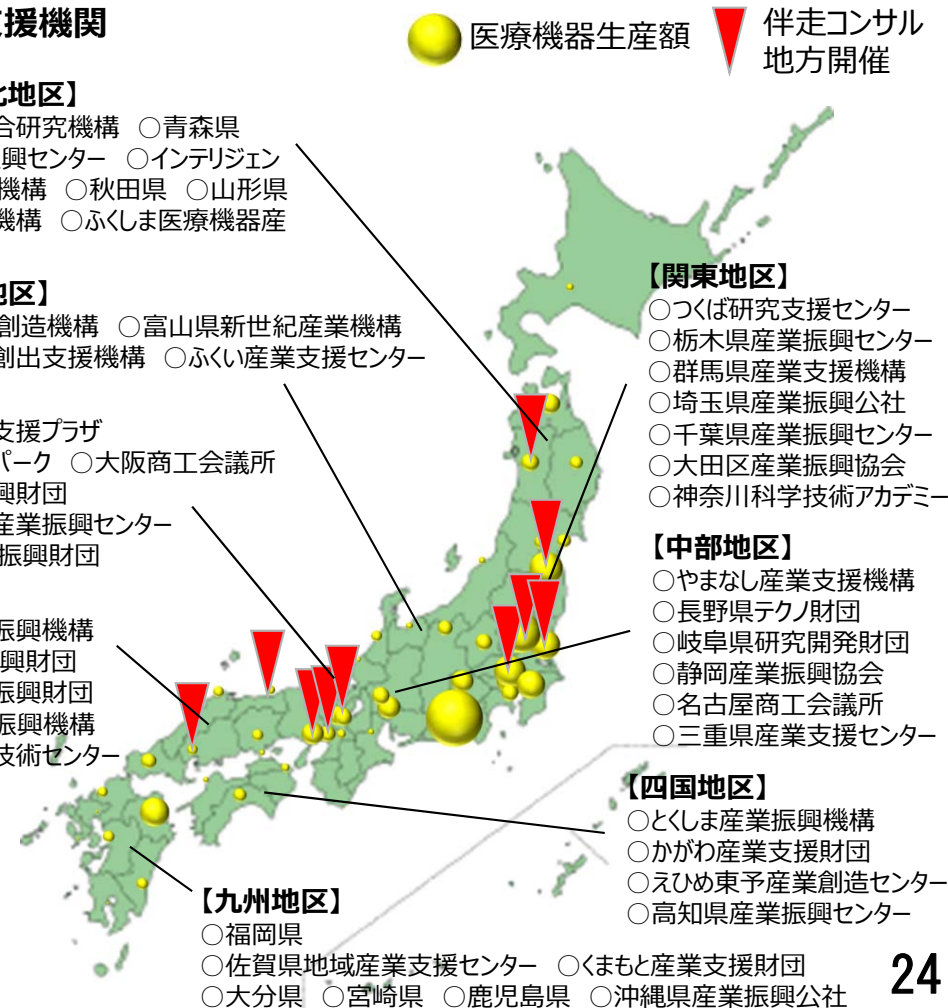 援機関
医療機器生産額
伴走コンサル
地方開催
地区】
合研究機構 ○青森県
興センター ○インテリジェン
機構 ○秋田県 ○山形県
機構 ○ふくしま医療機器産
地区】
創造機構 ○富山県新世紀産業機構
創出支援機構 ○ふくい産業支援センター
支援プラザ
パーク ○大阪商工会議所
興財団
産業振興センター
振興財団
振興機構
興財団
振興財団
振興機構
技術センター
【関東地区】
○つくば研究支援センター
○栃木県産業振興センター
○群馬県産業支援機構
○埼玉県産業振興公社
○千葉県産業振興センター
○大田区産業振興協会
○神奈川科学技術アカデミー
【中部地区】
○やまなし産業支援機構
○長野県テクノ財団
○岐阜県研究開発財団
○静岡産業振興協会
○名古屋商工会議所
○三重県産業支援センター
【四国地区】
○とくしま産業振興機構
○かがわ産業支援財団
○えひめ東予産業創造センター
○高知県産業振興センター
【九州地区】
○福岡県
○佐賀県地域産業支援センター ○くまもと産業支援財団
○大分県 ○宮崎県 ○鹿児島県 ○沖縄県産業振興公社
24